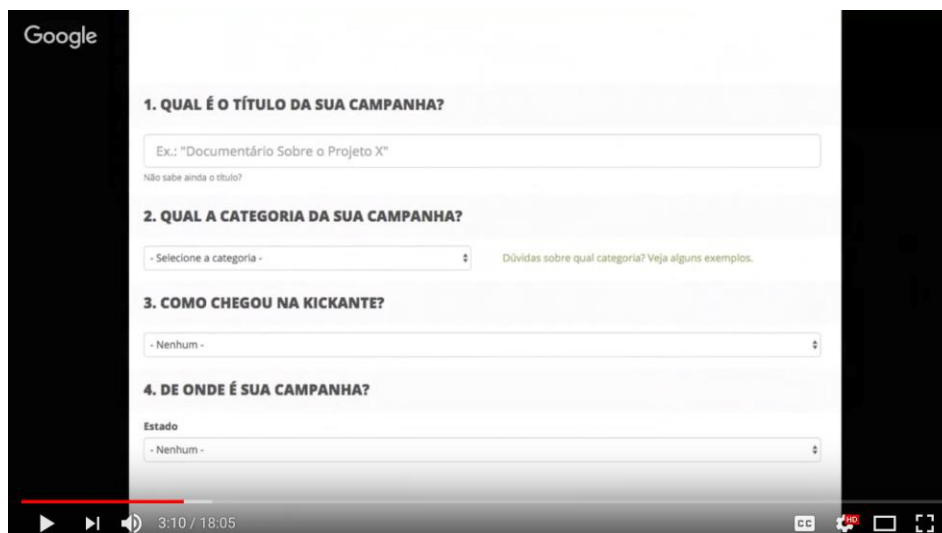 Google
1. QUAL É O TÍTULO DA SUA CAMPANHA?
Ex.: "Documentário Sobre o Projeto X"
Não sabe ainda o título?
2. QUAL A CATEGORIA DA SUA CAMPANHA?
- Selecione a categoria -
Dúvidas sobre qual categoria? Veja alguns exemplos.
3. COMO CHEGOU NA KICKANTE?
- Nenhum -
4. DE ONDE É SUA CAMPANHA?
Estado
- Nenhum -
3:10 / 18:05
CC
HD